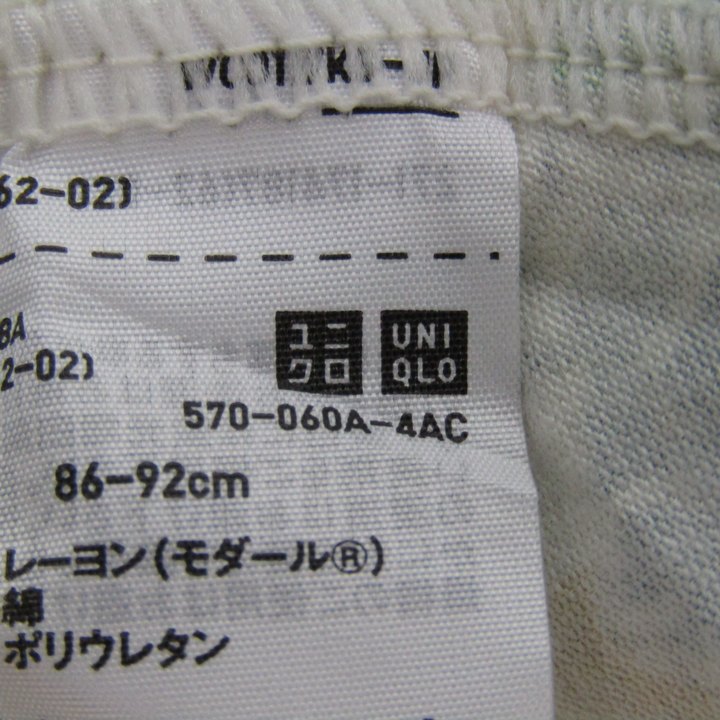 62-02)
8A
2-02)
ユニ
クロ
UNI
QLO
570-060A-4AC
86-92cm
レーヨン(モダール®)
綿
ポリウレタン